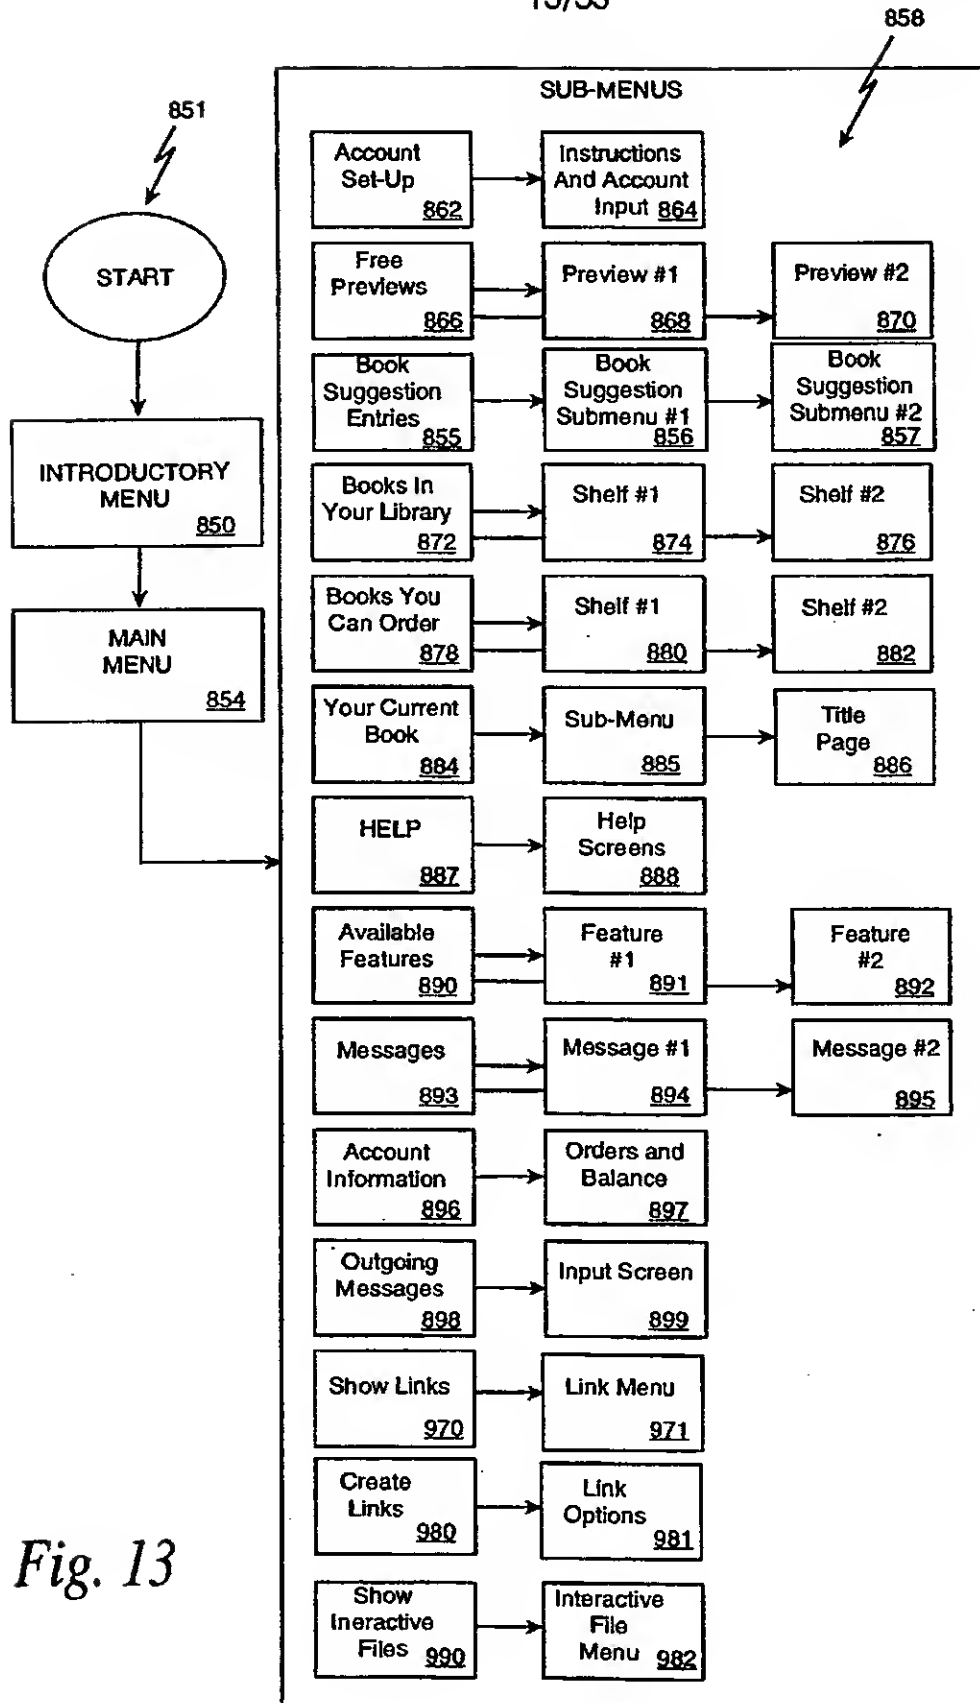 858
851
SUB-MENUS
START
INTRODUCTORY
MENU
850
MAIN
MENU
854
Account
Set-Up
862
Instructions
And Account
Input 864
Free
Previews
866
Preview #1
868
Preview #2
870
Book
Suggestion
Entries 855
Book
Suggestion
Submenu #1
856
Book
Suggestion
Submenu #2
857
Books In
Your Library
872
Shelf #1
874
Shelf #2
876
Books You
Can Order
878
Shelf #1
880
Shelf #2
882
Your Current
Book
884
Sub-Menu
885
Title
Page
886
HELP
887
Help
Screens
888
Available
Features
890
Feature
#1
891
Feature
#2
892
Messages
893
Message #1
894
Message #2
895
Account
Information
896
Orders and
Balance
897
Outgoing
Messages
898
Input Screen
899
Show Links
970
Link Menu
971
Create
Links
980
Link
Options
981
Show
Ineractive
Files 990
Interactive
File
Menu 982
Fig. 13